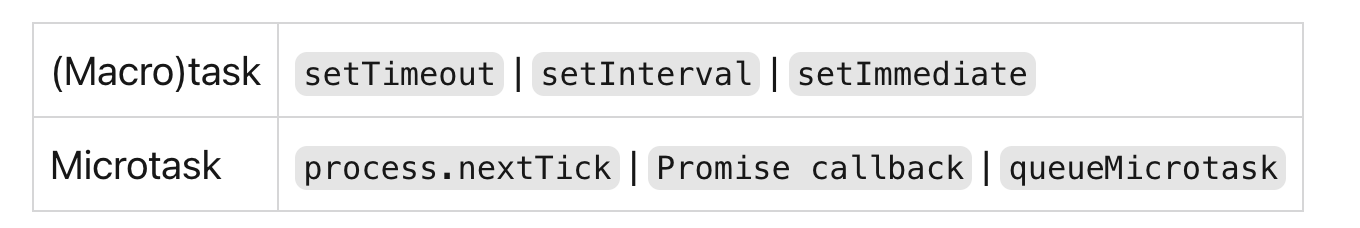 (Macro)task setTimeout | setInterval | setImmediate
Microtask process.nextTick | Promise callback | queueMicrotask